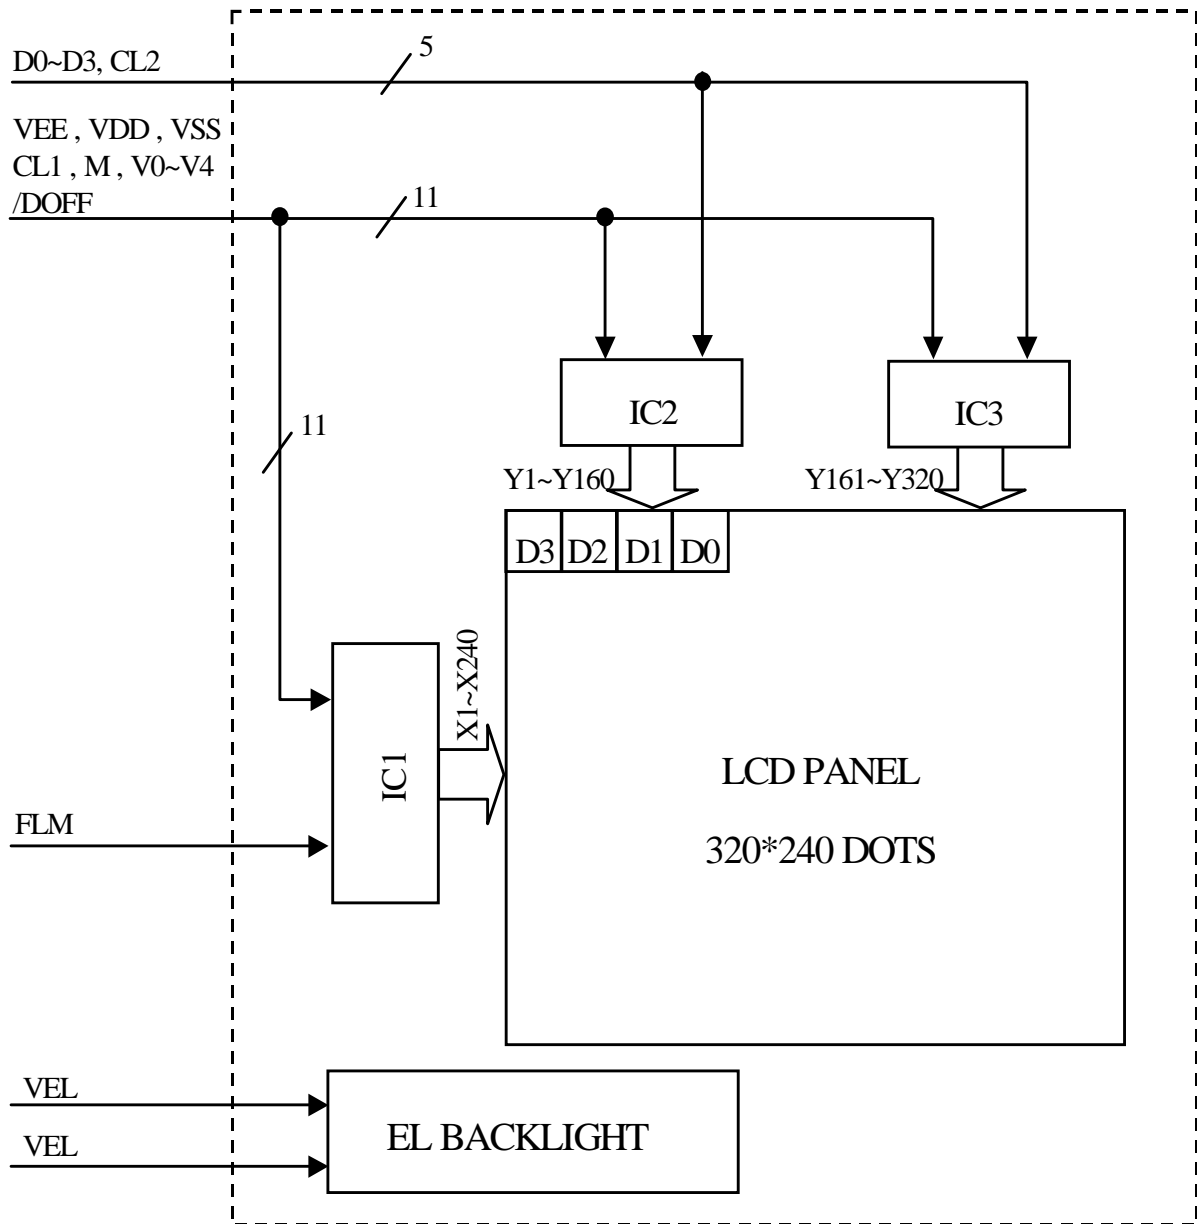 D0~D3, CL2
5
VEE , VDD , VSS
CL1 , M , V0~V4
/DOFF
11
11
IC2
IC3
Y1~Y160
Y161~Y320
D3 D2 D1 D0
X1~X240
IC1
LCD PANEL
320*240 DOTS
FLM
VEL
VEL
EL BACKLIGHT